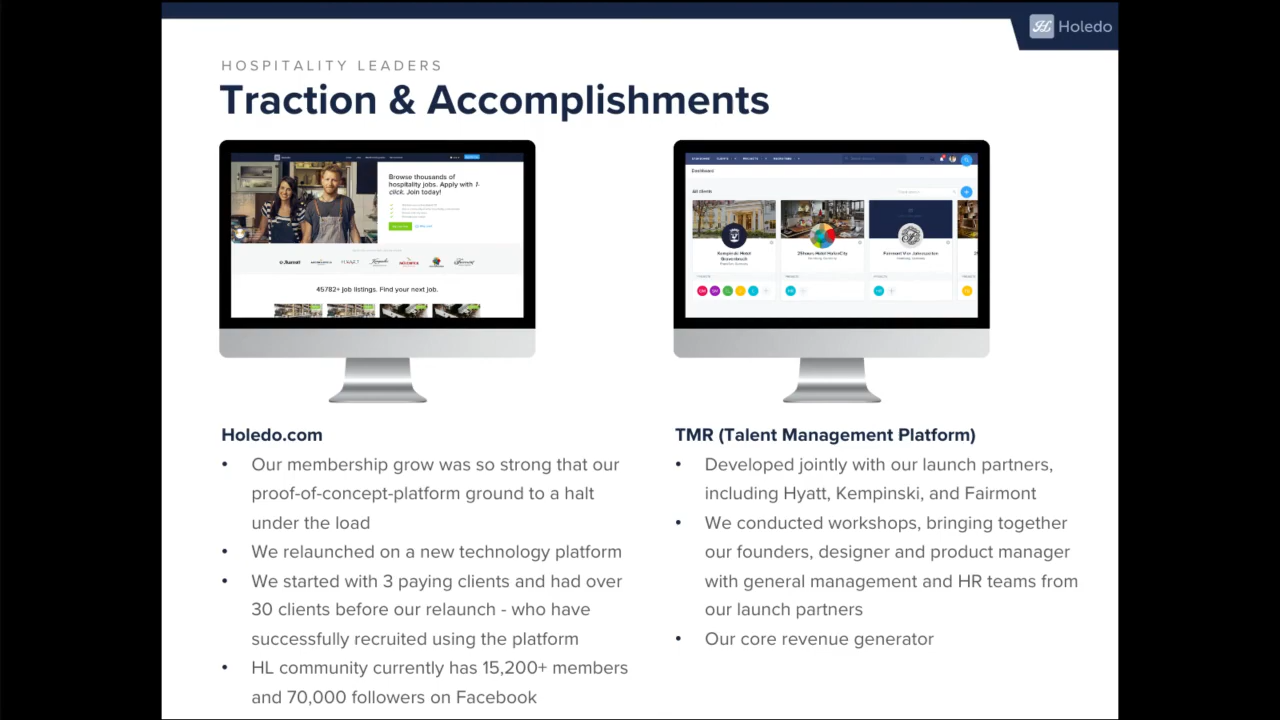 Holedo
HOSPITALITY LEADERS
Traction & Accomplishments
Browse thousands of
hospitality jobs. Apply with 1-
click. Join today!
45782+ job listings. Find your next job.
Dashboard
All clients
Holedo.com
• Our membership grow was so strong that our
proof-of-concept-platform ground to a halt
under the load
• We relaunched on a new technology platform
• We started with 3 paying clients and had over
30 clients before our relaunch - who have
successfully recruited using the platform
• HL community currently has 15,200+ members
and 70,000 followers on Facebook
TMR (Talent Management Platform)
• Developed jointly with our launch partners,
including Hyatt, Kempinski, and Fairmont
• We conducted workshops, bringing together
our founders, designer and product manager
with general management and HR teams from
our launch partners
• Our core revenue generator